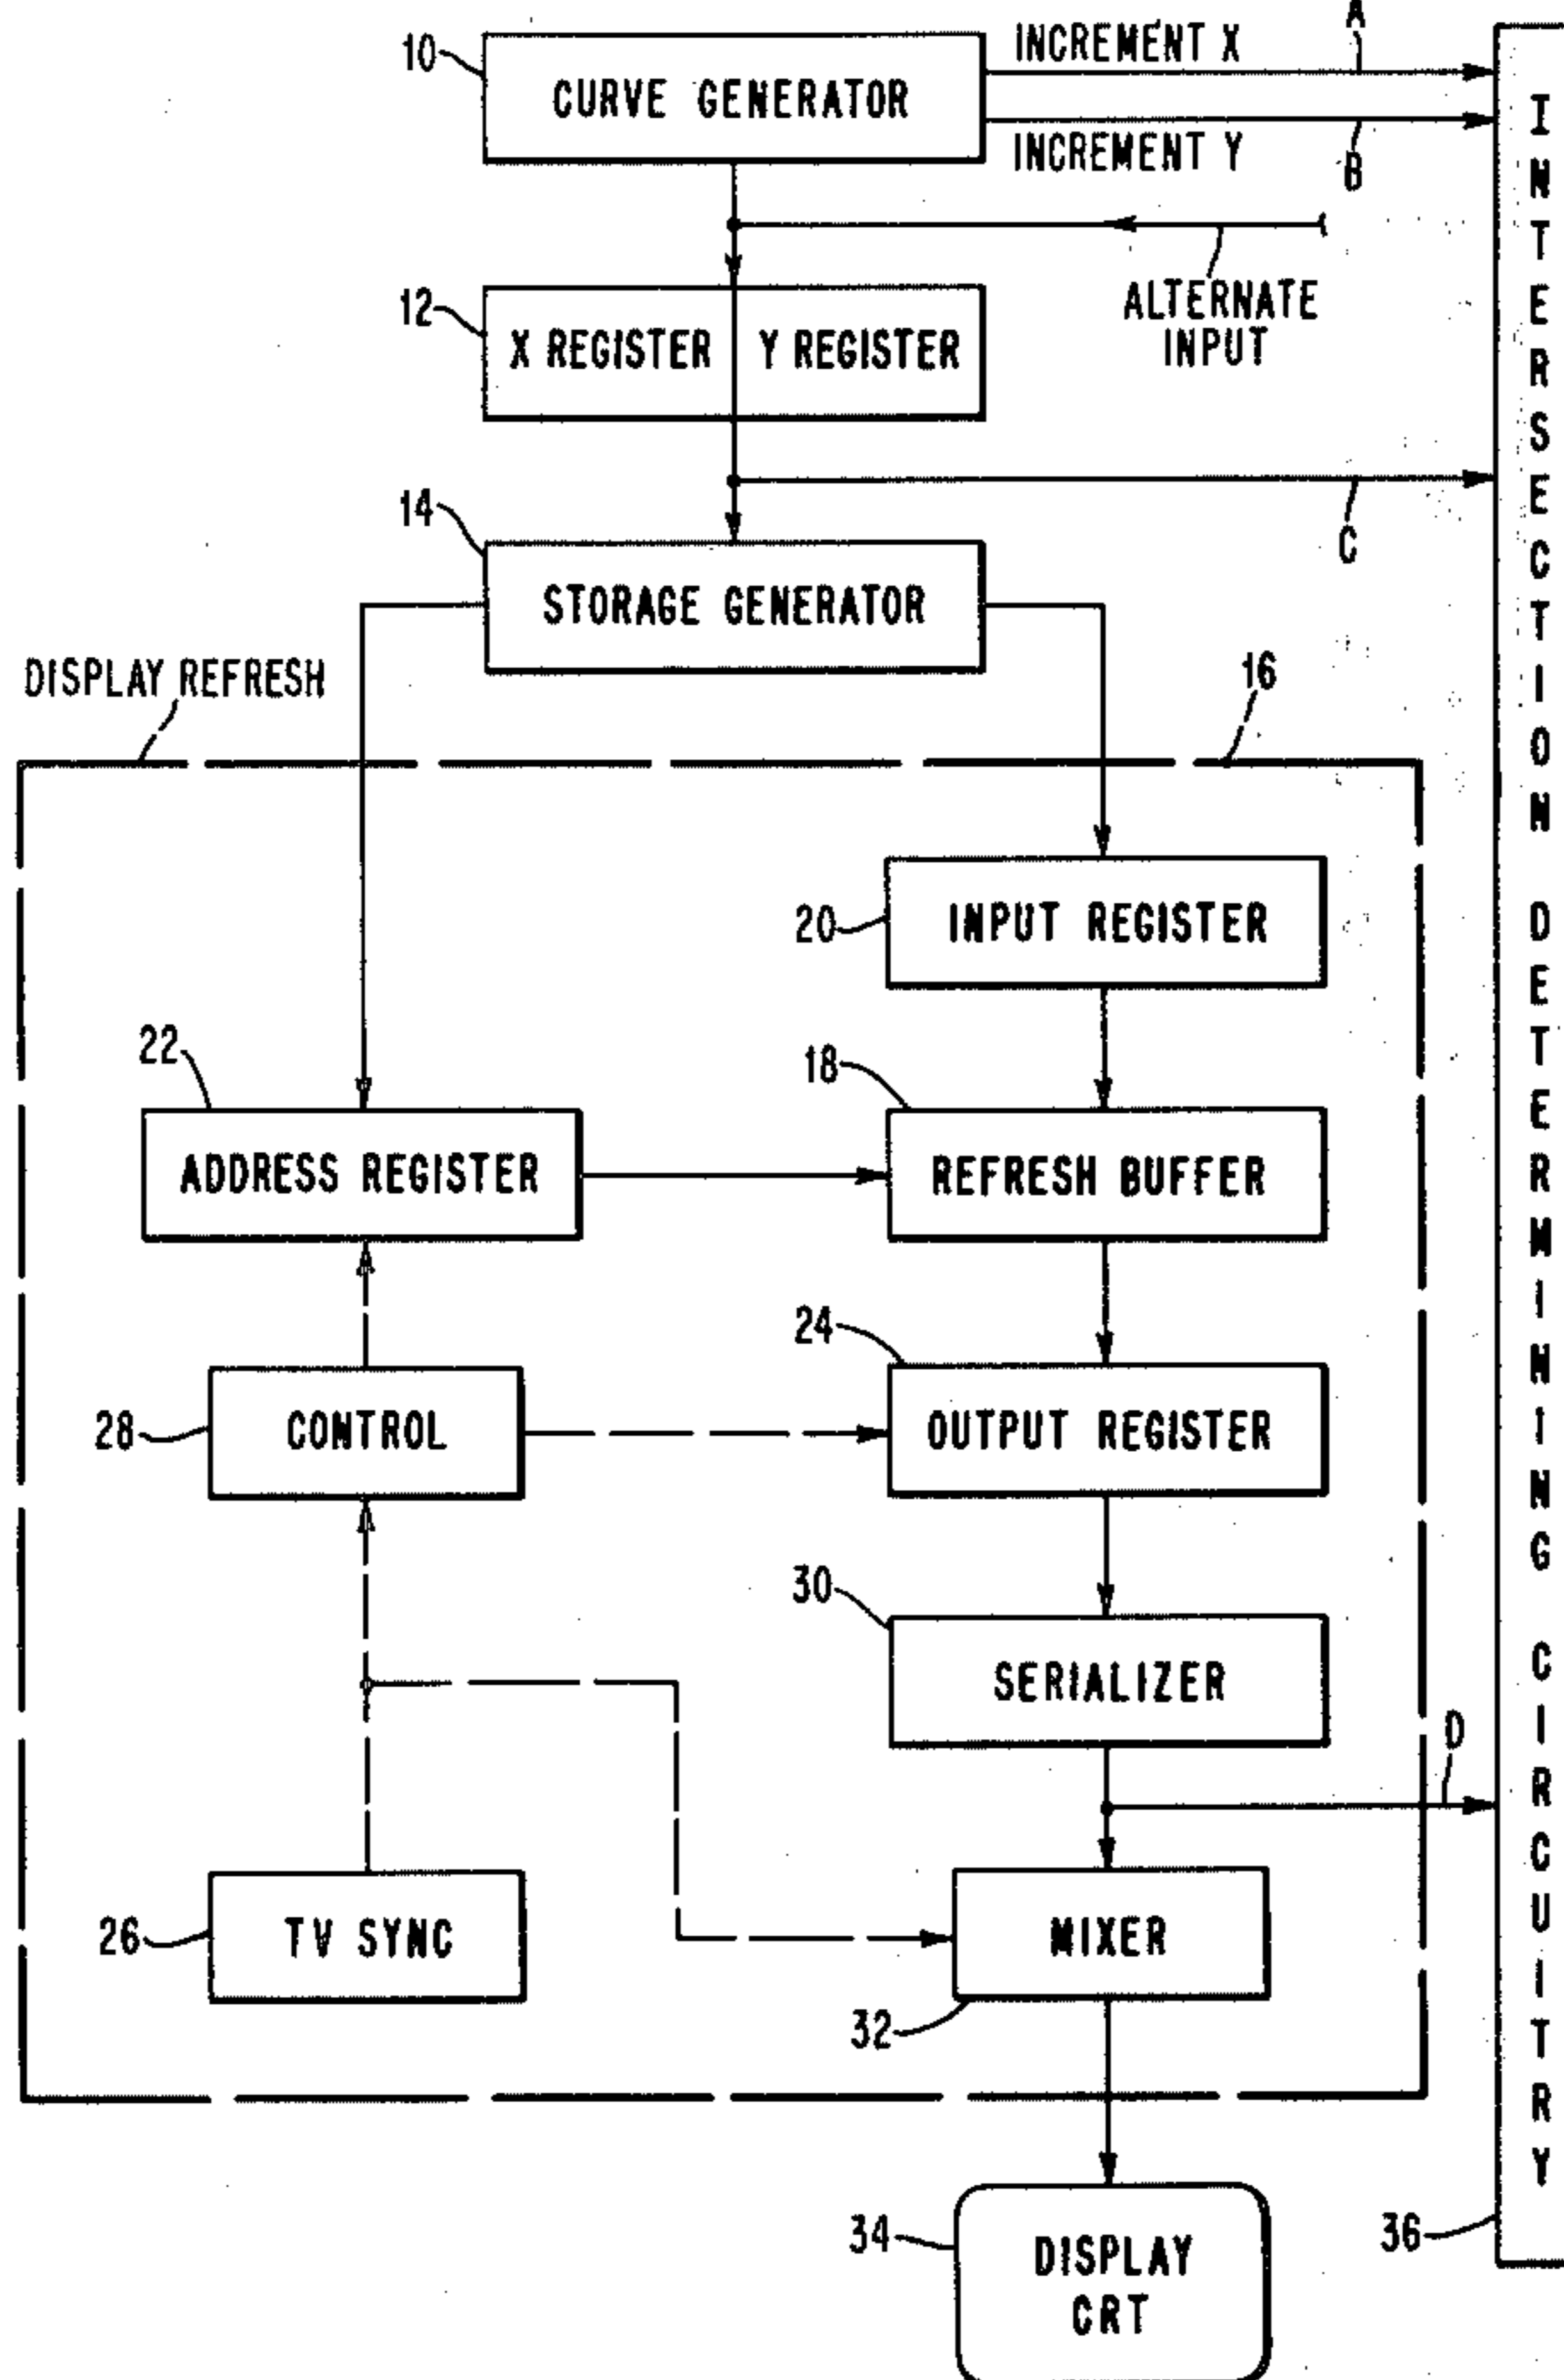 A
10
INCREMENT X
CURVE GENERATOR
INCREMENT Y
B
12
ALTERNATE
INPUT
X REGISTER
Y REGISTER
14
C
STORAGE GENERATOR
DISPLAY REFRESH
16
20
INPUT REGISTER
22
18
ADDRESS REGISTER
REFRESH BUFFER
24
28
CONTROL
OUTPUT REGISTER
30
SERIALIZER
D
26
TV SYNC
MIXER
32
34
DISPLAY
CRT
36
INTERSECTION DETERMINING CIRCUITRY